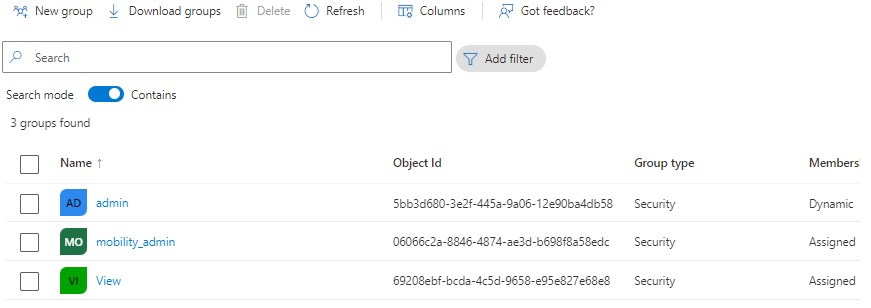 New group Download groups Delete Refresh Columns Got feedback?
Search Add filter
Search mode Contains
3 groups found
Name ↑ Object Id Group type Membersi
AD admin 5bb3d680-3e2f-445a-9a06-12e90ba4db58 Security Dynamic
MO mobility_admin 06066c2a-8846-4874-ae3d-b698f8a58edc Security Assigned
VI View 69208ebf-bcda-4c5d-9658-e95e827e68e8 Security Assigned